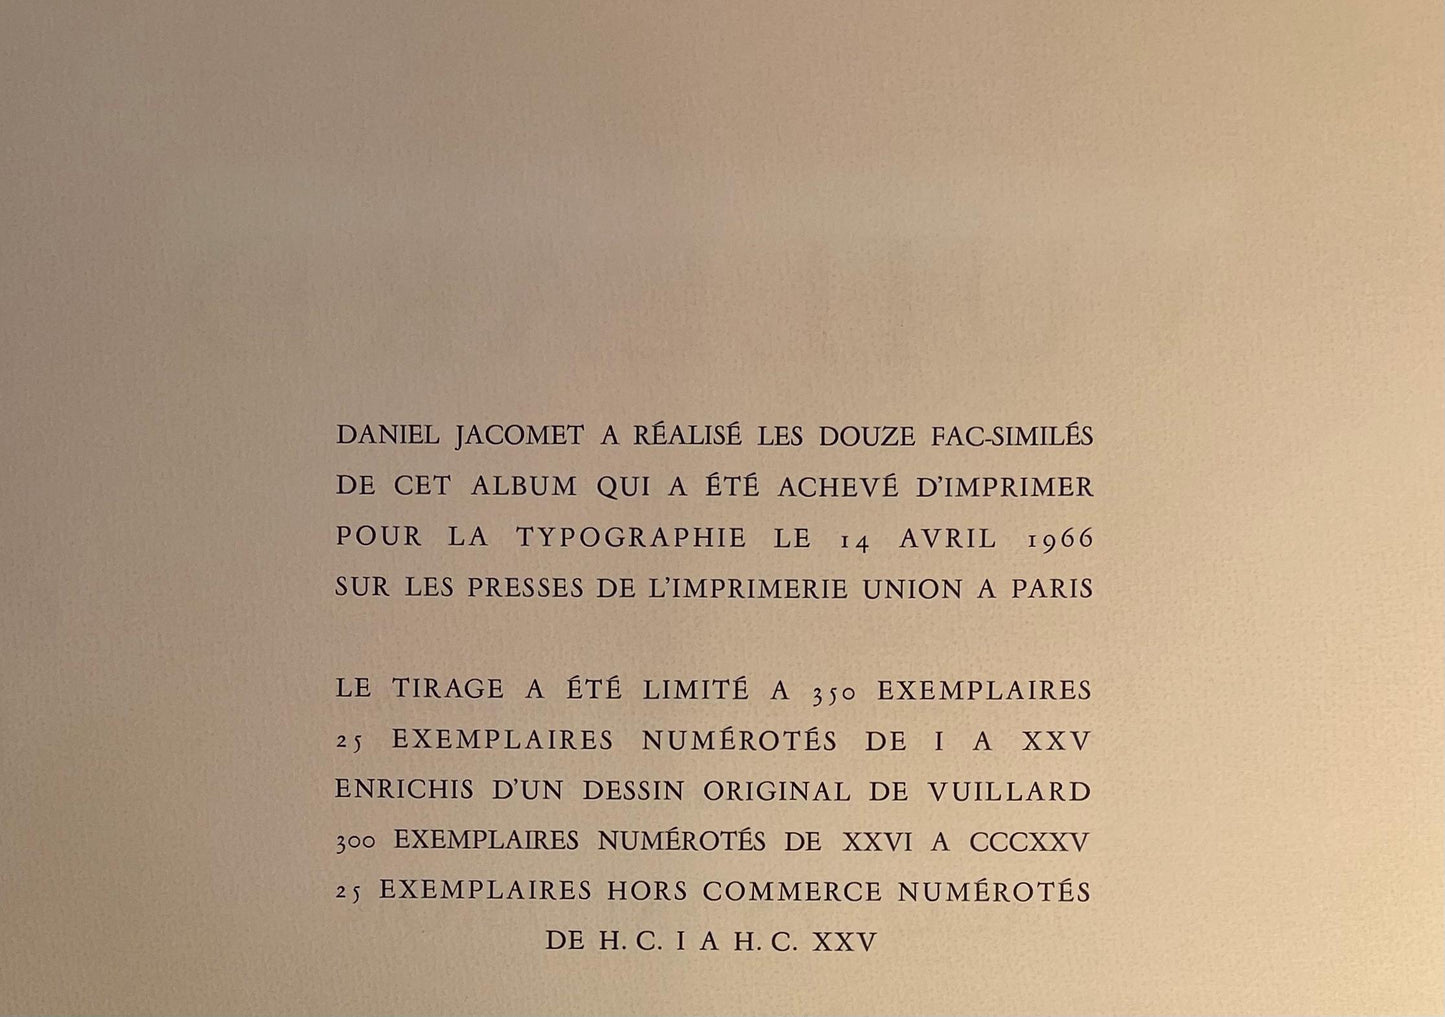 DANIEL JACOMET A RÉALISÉ LES DOUZE FAC-SIMILÉS
DE CET ALBUM QUI A ÉTÉ ACHEVÉ D'IMPRIMER
POUR LA TYPOGRAPHIE LE 14 AVRIL 1966
SUR LES PRESSES DE L'IMPRIMERIE UNION A PARIS
LE TIRAGE A ÉTÉ LIMITÉ A 350 EXEMPLAIRES
25 EXEMPLAIRES NUMÉROTÉS DE I A XXV
ENRICHIS D'UN DESSIN ORIGINAL DE VUILLARD
300 EXEMPLAIRES NUMÉROTÉS DE XXVI A CCCXXV
25 EXEMPLAIRES HORS COMMERCE NUMÉROTÉS
DE H. C. I A H. C. XXV